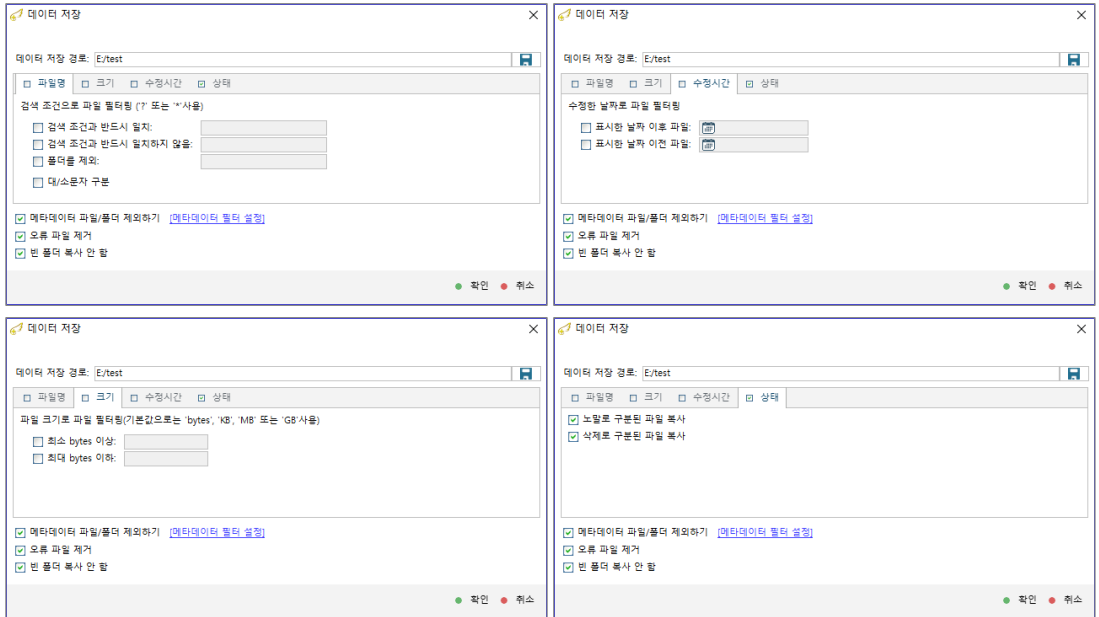 데이터 저장
데이터 저장 경로: E:/test
파일명 크기 수정시간 상태
검색 조건으로 파일 필터링 ('?' 또는 '*'사용)
검색 조건과 반드시 일치:
검색 조건과 반드시 일치하지 않음:
폴더를 제외:
대/소문자 구분
메타데이터 파일/폴더 제외하기 [메타데이터 필터 설정]
오류 파일 제거
빈 폴더 복사 안 함
확인 취소
데이터 저장
데이터 저장 경로: E:/test
파일명 크기 수정시간 상태
수정한 날짜로 파일 필터링
표시한 날짜 이후 파일:
표시한 날짜 이전 파일:
메타데이터 파일/폴더 제외하기 [메타데이터 필터 설정]
오류 파일 제거
빈 폴더 복사 안 함
확인 취소
데이터 저장
데이터 저장 경로: E:/test
파일명 크기 수정시간 상태
파일 크기로 파일 필터링(기본값으로는 'bytes', 'KB', 'MB' 또는 'GB'사용)
최소 bytes 이상:
최대 bytes 이하:
메타데이터 파일/폴더 제외하기 [메타데이터 필터 설정]
오류 파일 제거
빈 폴더 복사 안 함
확인 취소
데이터 저장
데이터 저장 경로: E:/test
파일명 크기 수정시간 상태
노말로 구분된 파일 복사
삭제로 구분된 파일 복사
메타데이터 파일/폴더 제외하기 [메타데이터 필터 설정]
오류 파일 제거
빈 폴더 복사 안 함
확인 취소